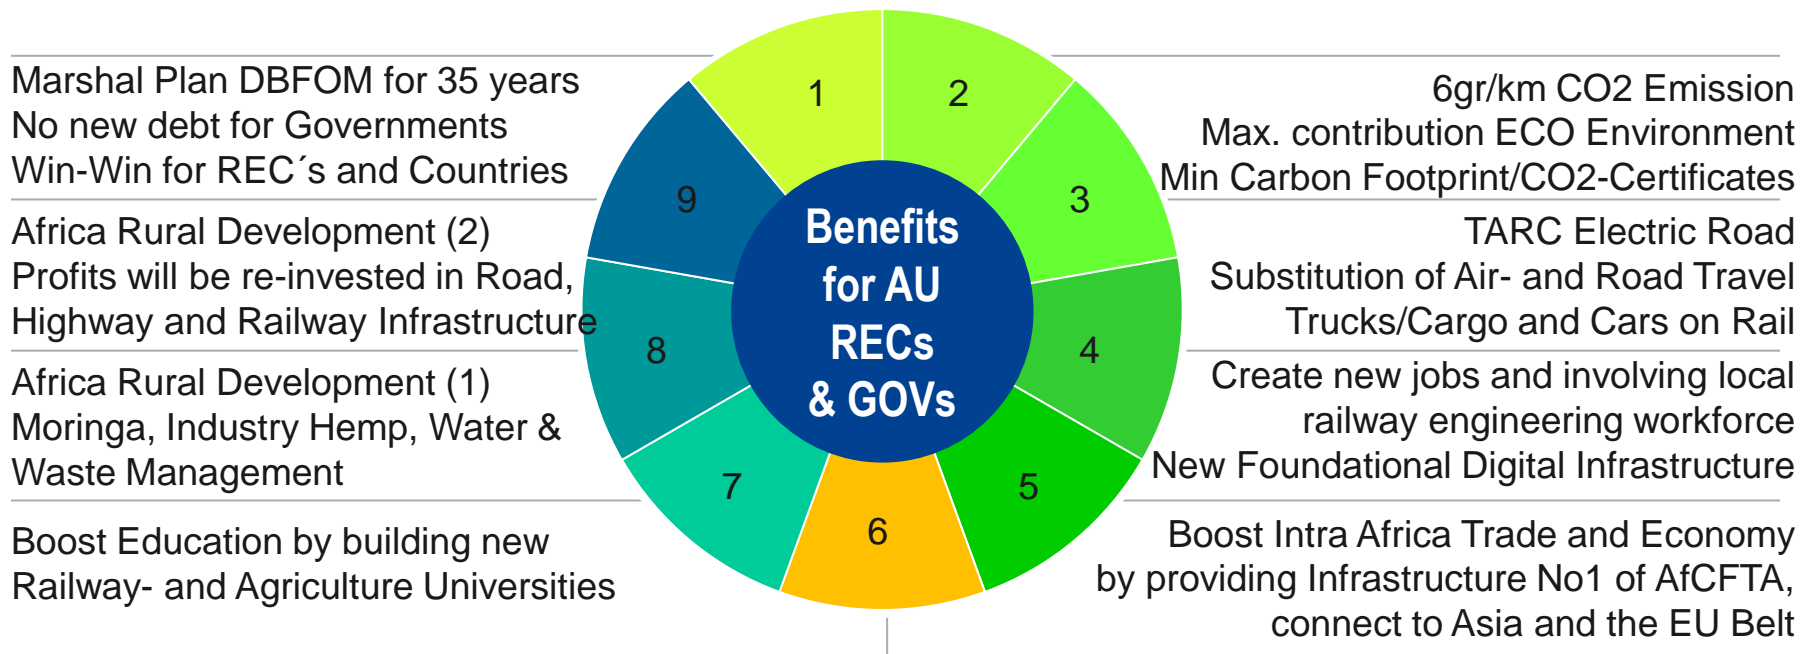 Marshal Plan DBFOM for 35 years
No new debt for Governments
Win-Win for REC´s and Countries
Africa Rural Development (2)
Profits will be re-invested in Road,
Highway and Railway Infrastructure
Africa Rural Development (1)
Moringa, Industry Hemp, Water &
Waste Management
Boost Education by building new
Railway- and Agriculture Universities
1
2
3
4
5
6
7
8
9
Benefits
for AU
RECs
& GOVs
6gr/km CO2 Emission
Max. contribution ECO Environment
Min Carbon Footprint/CO2-Certificates
TARC Electric Road
Substitution of Air- and Road Travel
Trucks/Cargo and Cars on Rail
Create new jobs and involving local
railway engineering workforce
New Foundational Digital Infrastructure
Boost Intra Africa Trade and Economy
by providing Infrastructure No1 of AfCFTA,
connect to Asia and the EU Belt